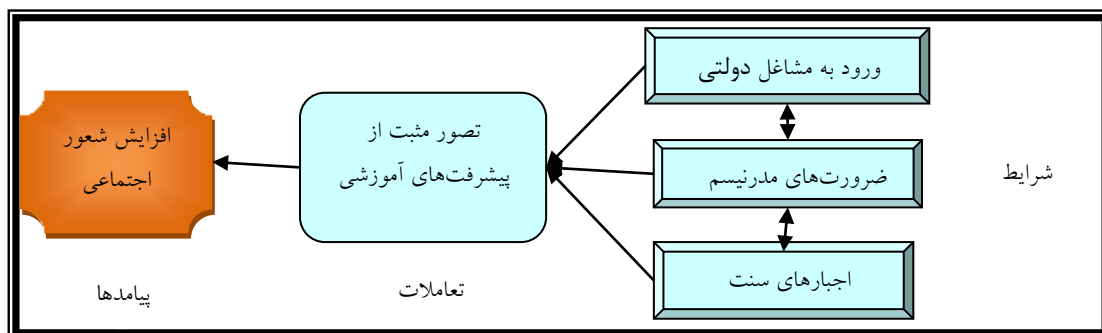 ورود به مشاغل دولتی
ضرورت‌های مدرنیسم
اجبارهای سنت
شرایط
تصور مثبت از
پیشرفت‌های آموزشی
تعاملات
افزایش شعور
اجتماعی
پیامدها